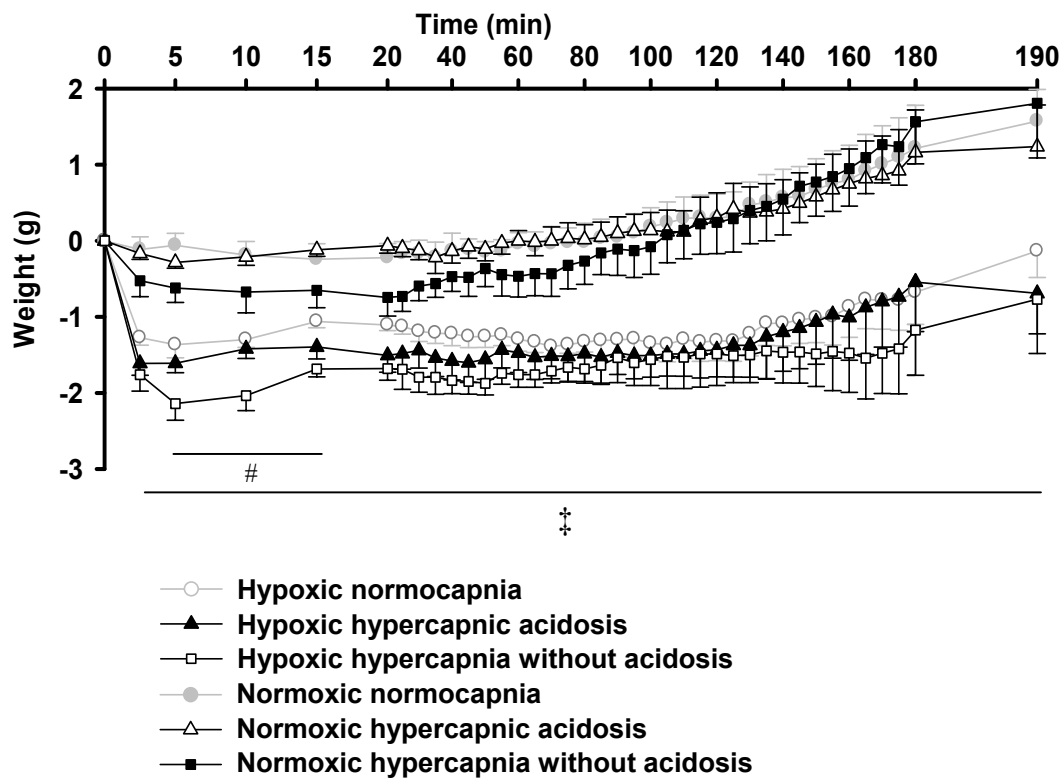 Time (min)
0 5 10 15 20 40 60 80 100 120 140 160 180 190
2
1
0
-1
-2
-3
Weight (g)
#
‡
Hypoxic normocapnia
Hypoxic hypercapnic acidosis
Hypoxic hypercapnia without acidosis
Normoxic normocapnia
Normoxic hypercapnic acidosis
Normoxic hypercapnia without acidosis